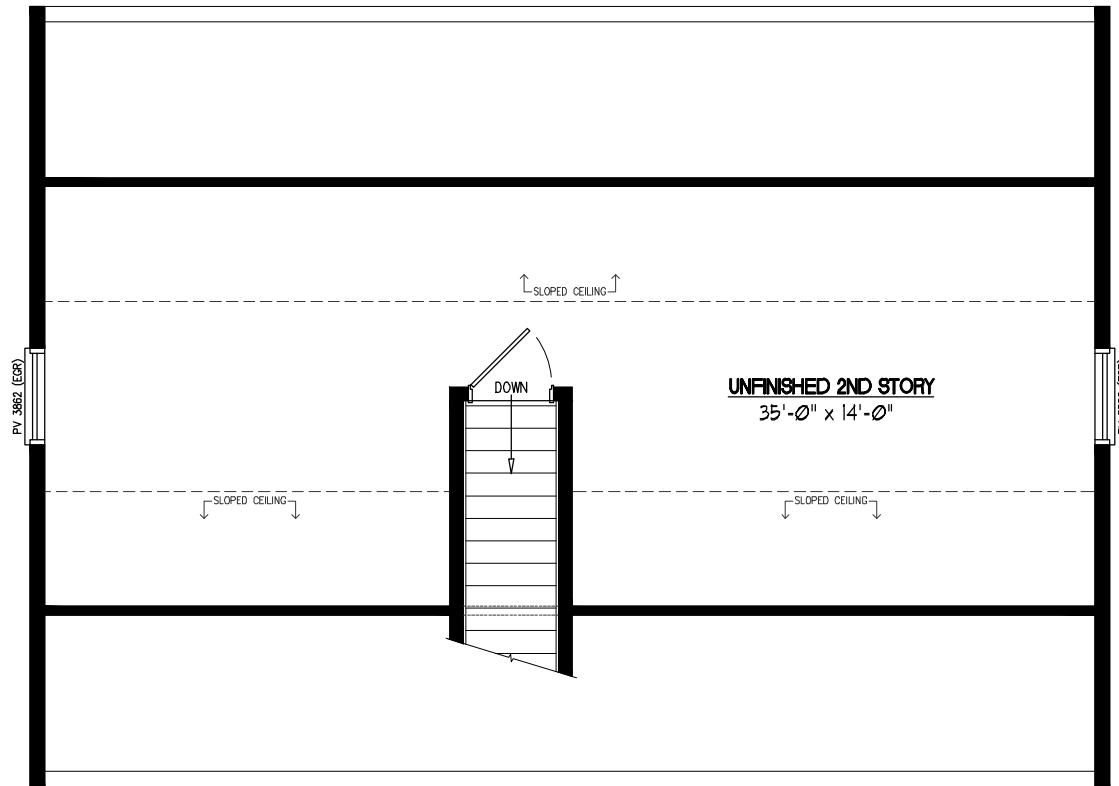 SLOPED CEILING
PV 3862 (EGR)
DOWN
UNFINISHED 2ND STORY
35'-0" x 14'-0"
SLOPED CEILING
SLOPED CEILING